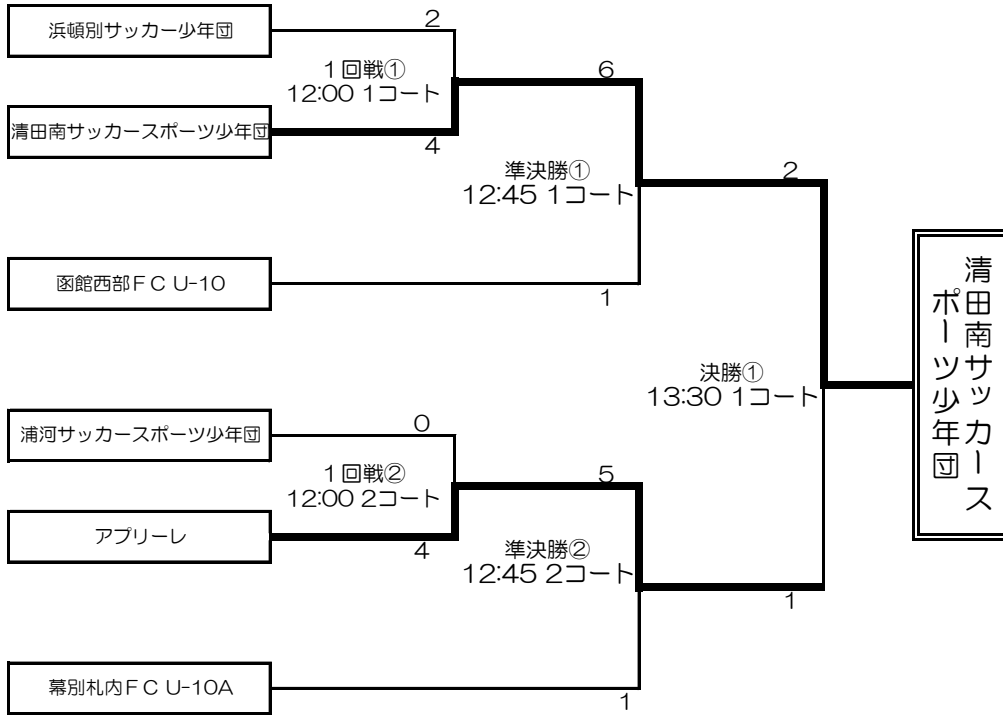 浜頓別サッカー少年団
2
1回戦①
12:00 1コート
6
清田南サッカースポーツ少年団
4
準決勝①
12:45 1コート
2
函館西部FC U-10
1
清田南サッカース
ポーツ少年団
決勝①
13:30 1コート
浦河サッカースポーツ少年団
0
1回戦②
12:00 2コート
5
アプリーレ
4
準決勝②
12:45 2コート
1
幕別札内FC U-10A
1